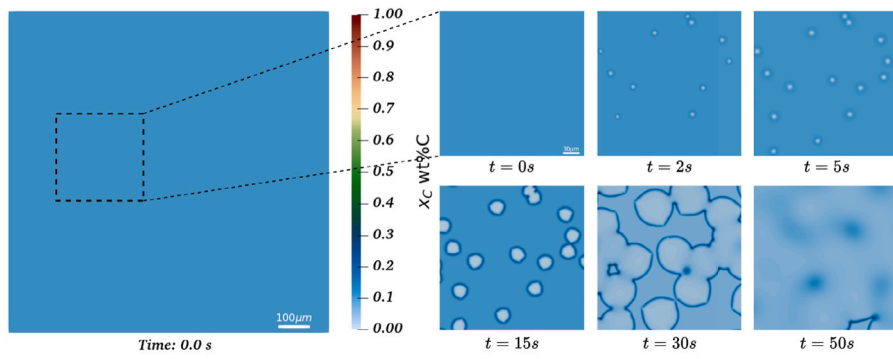 100μm
Time: 0.0 s
1.00
0.9
0.8
0.7
0.6
0.5
0.4
0.3
0.2
0.1
0.00
x_C wt%C
30μm
t = 0s
t = 2s
t = 5s
t = 15s
t = 30s
t = 50s